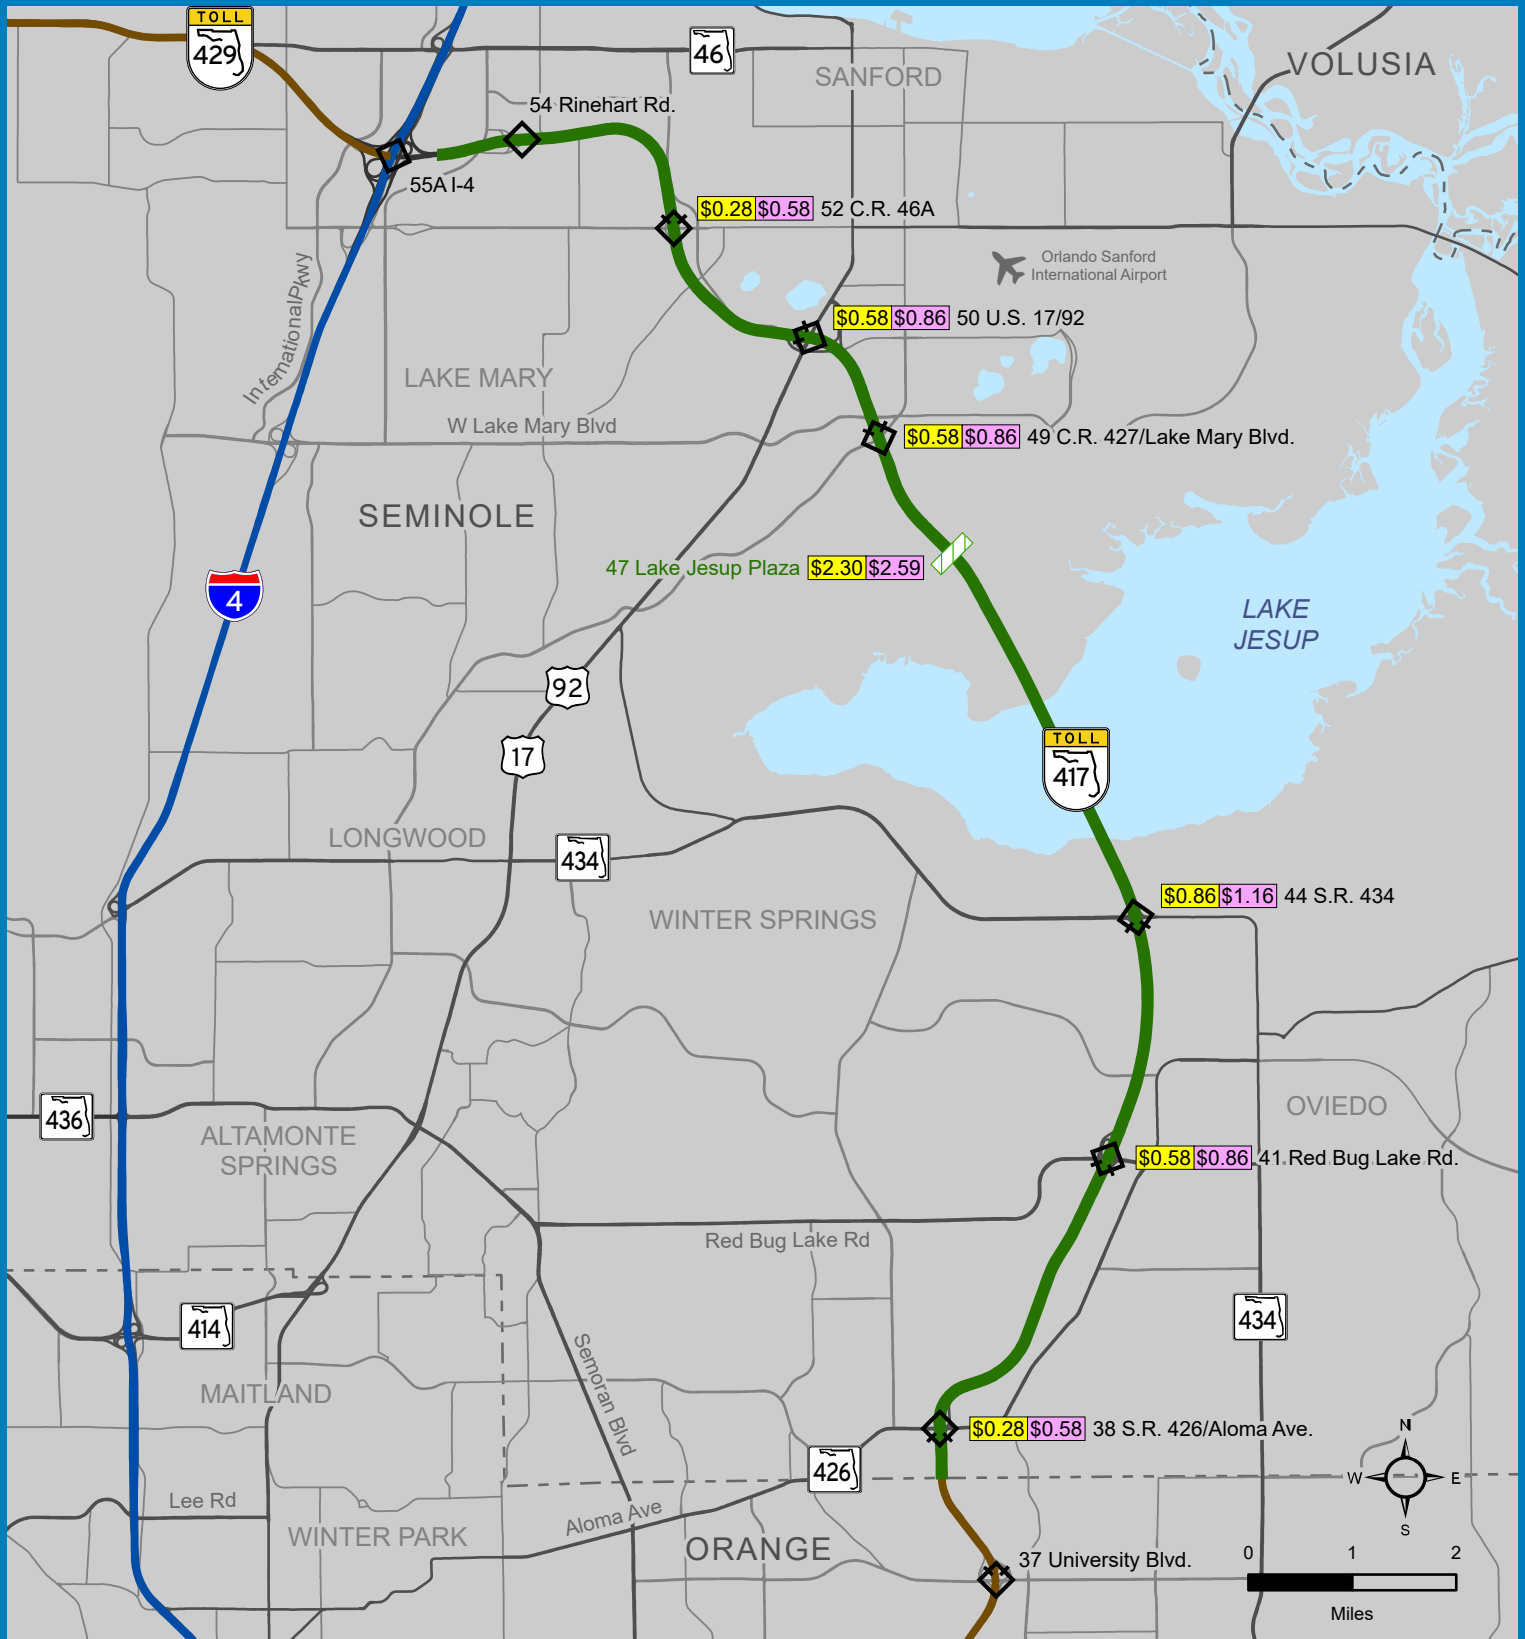 TOLL
429
46
VOLUSIA
SANFORD
54 Rinehart Rd.
55A I-4
$0.28 $0.58 52 C.R. 46A
Orlando Sanford
International Airport
InternationalPkwy
$0.58 $0.86 50 U.S. 17/92
LAKE MARY
W Lake Mary Blvd
$0.58 $0.86 49 C.R. 427/Lake Mary Blvd.
SEMINOLE
47 Lake Jesup Plaza $2.30 $2.59
4
LAKE
JESUP
92
17
TOLL
417
LONGWOOD
434
$0.86 $1.16 44 S.R. 434
WINTER SPRINGS
436
OVIEDO
ALTAMONTE
SPRINGS
$0.58 $0.86 41 Red Bug Lake Rd.
Red Bug Lake Rd
414
434
Semoran Blvd
MAITLAND
$0.28 $0.58 38 S.R. 426/Aloma Ave.
426
N
W
E
S
Lee Rd
Aloma Ave
WINTER PARK
ORANGE
37 University Blvd.
0 1 2
Miles